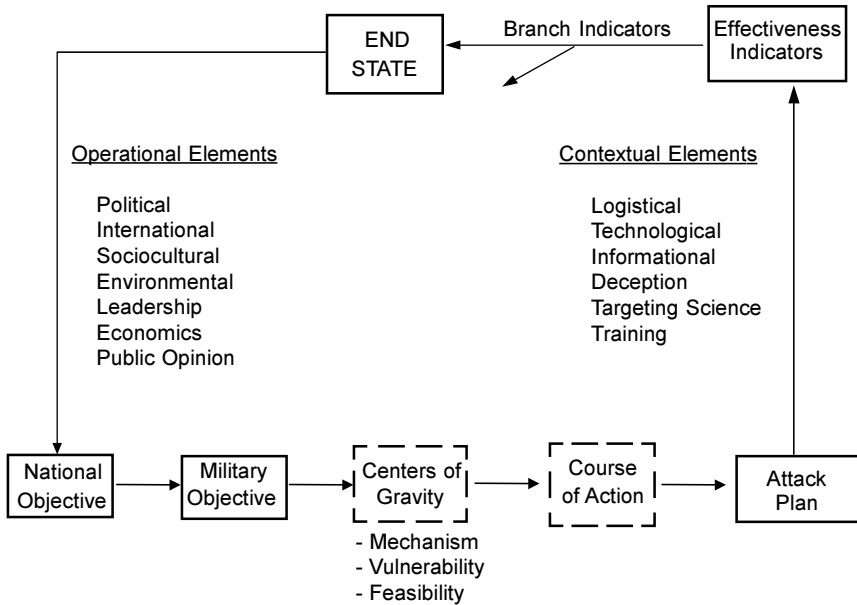 END
STATE
Branch Indicators
Effectiveness
Indicators
Operational Elements
Political
International
Sociocultural
Environmental
Leadership
Economics
Public Opinion
Contextual Elements
Logistical
Technological
Informational
Deception
Targeting Science
Training
National
Objective
Military
Objective
Centers of
Gravity
- Mechanism
- Vulnerability
- Feasibility
Course
of Action
Attack
Plan